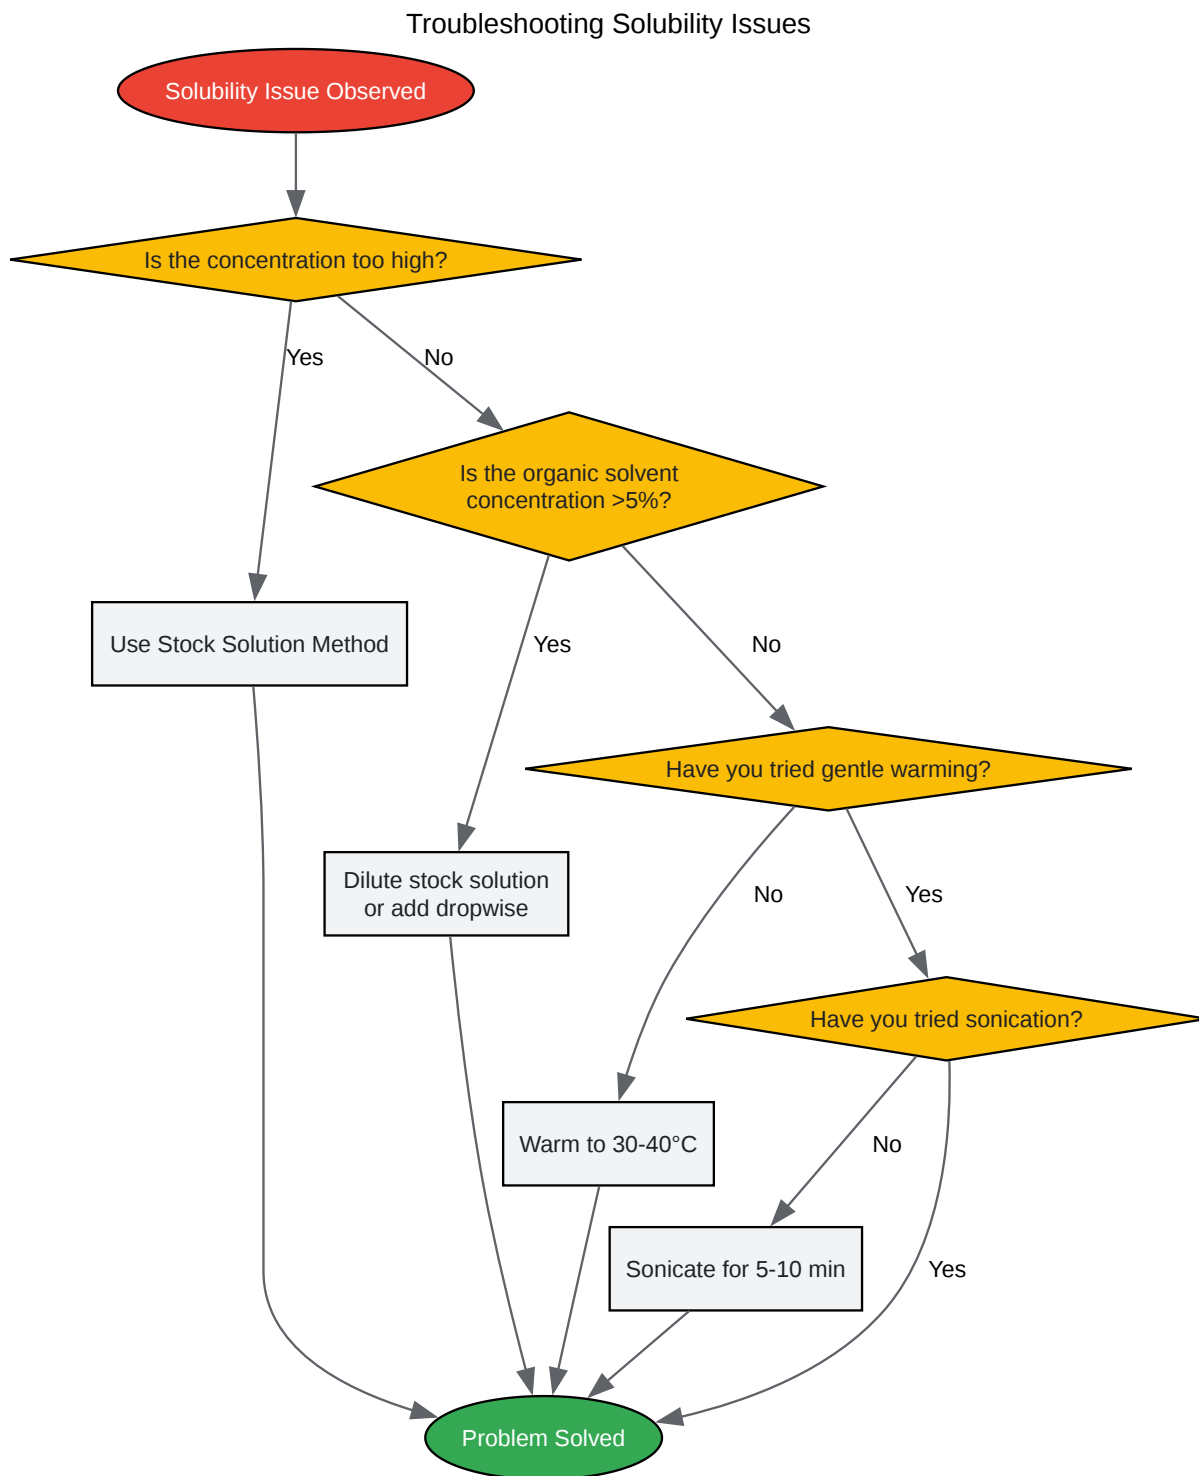 Troubleshooting Solubility Issues
Solubility Issue Observed
Is the concentration too high?
Yes
No
Is the organic solvent
concentration >5%?
Use Stock Solution Method
Yes
No
Have you tried gentle warming?
Dilute stock solution
or add dropwise
No
Yes
Have you tried sonication?
Warm to 30-40°C
No
Sonicate for 5-10 min
Yes
Problem Solved